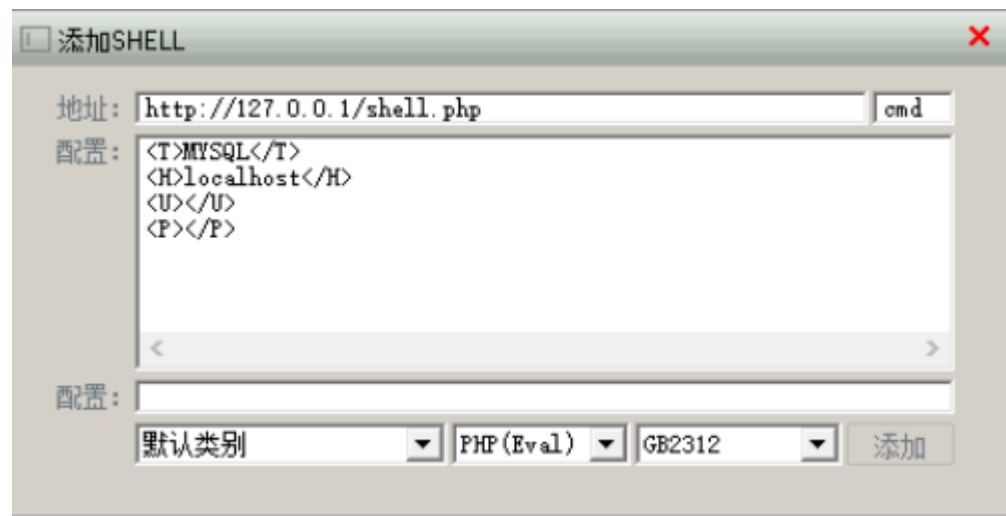 添加SHELL
地址: http://127.0.0.1/shell.php cmd
配置: <T>MYSQL</T>
<H>localhost</H>
<U></U>
<P></P>
配置:
默认类别 PHP(Eval) GB2312 添加